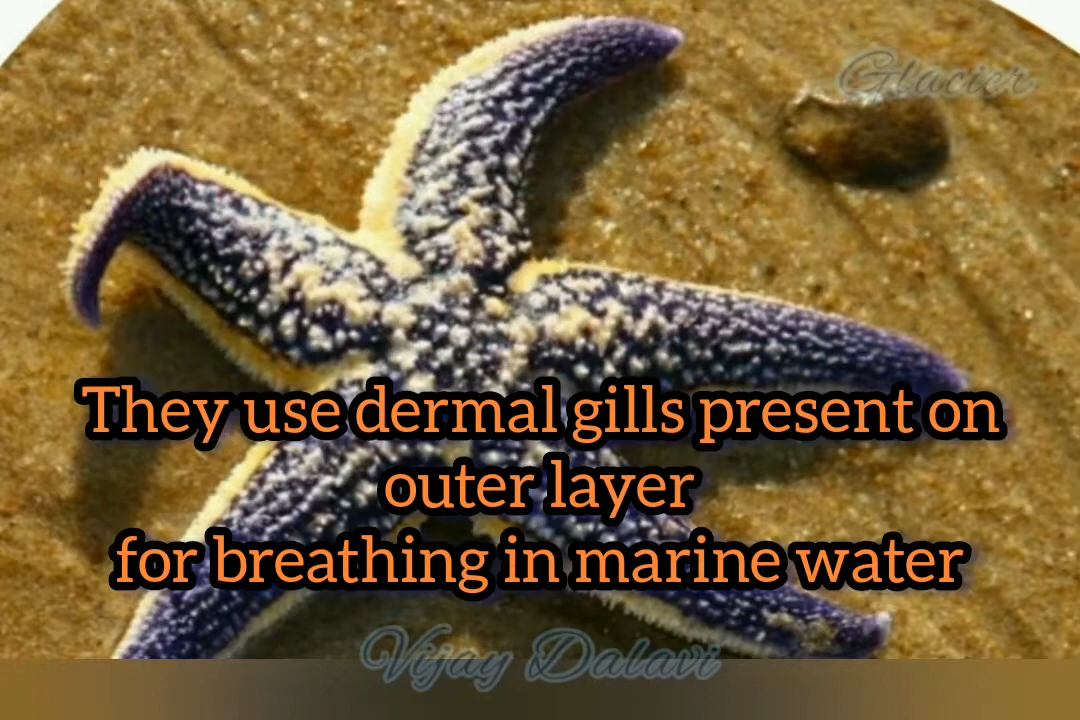 Glacier
They use dermal gills present on
outer layer
for breathing in marine water
Vijay Dalavi